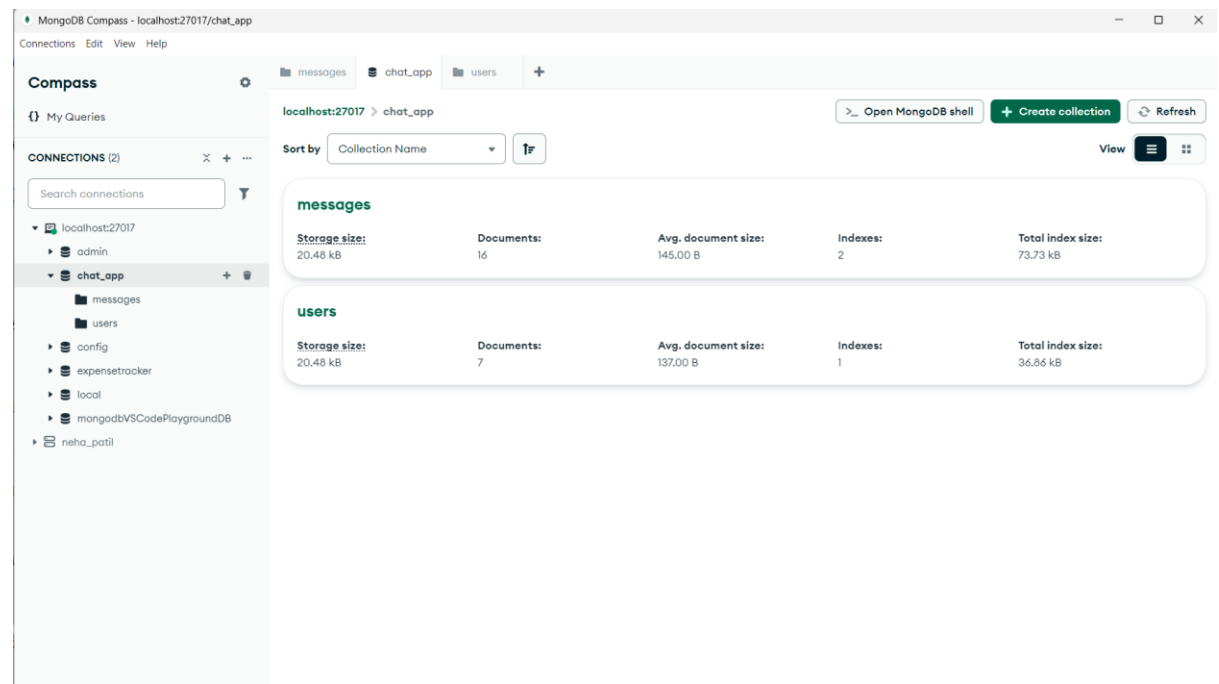 MongoDB Compass - localhost:27017/chat_app
Connections Edit View Help
Compass
{} My Queries
CONNECTIONS (2)
Search connections
localhost:27017
admin
chat_app
messages
users
config
expensetracker
local
mongodbVSCodePlaygroundDB
neha_patil
messages chat_app users
localhost:27017 > chat_app
>_ Open MongoDB shell + Create collection Refresh
Sort by Collection Name View
messages
Storage size: Documents: Avg. document size: Indexes: Total index size:
20.48 kB 16 145.00 B 2 73.73 kB
users
Storage size: Documents: Avg. document size: Indexes: Total index size:
20.48 kB 7 137.00 B 1 36.86 kB